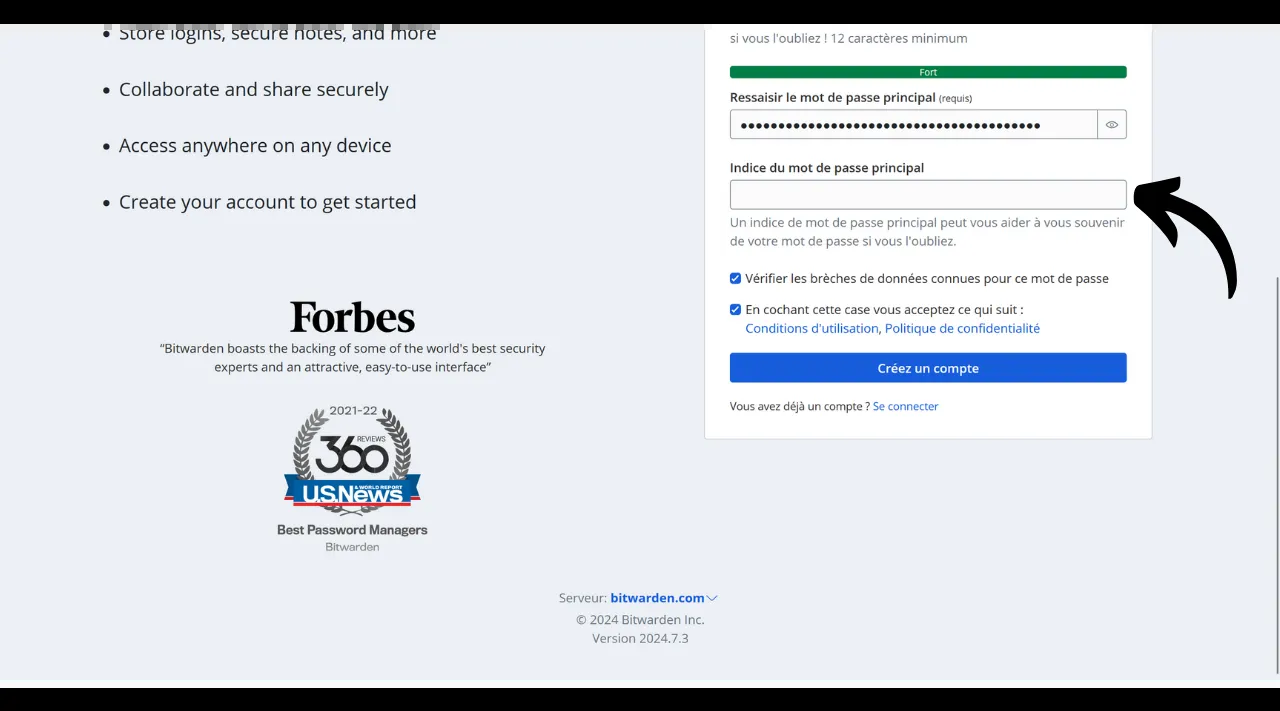 Store logins, secure notes, and more
Collaborate and share securely
Access anywhere on any device
Create your account to get started
Forbes
“Bitwarden boasts the backing of some of the world's best security
experts and an attractive, easy-to-use interface”
2021-22
360 REVIEWS
U.S.News & WORLD REPORT
Best Password Managers
Bitwarden
si vous l'oubliez ! 12 caractères minimum
Fort
Ressaisir le mot de passe principal (requis)
Indice du mot de passe principal
Un indice de mot de passe principal peut vous aider à vous souvenir
de votre mot de passe si vous l'oubliez.
Vérifier les brèches de données connues pour ce mot de passe
En cochant cette case vous acceptez ce qui suit :
Conditions d'utilisation, Politique de confidentialité
Créez un compte
Vous avez déjà un compte ? Se connecter
Serveur: bitwarden.com
© 2024 Bitwarden Inc.
Version 2024.7.3